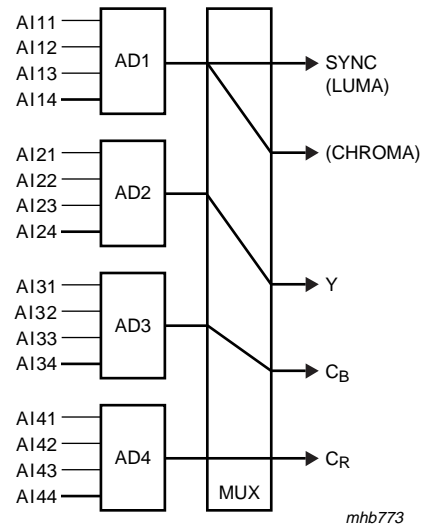 AI11
AI12
AI13
AI14
AD1
SYNC
(LUMA)
(CHROMA)
AI21
AI22
AI23
AI24
AD2
Y
AI31
AI32
AI33
AI34
AD3
CB
AI41
AI42
AI43
AI44
AD4
CR
MUX
mhb773